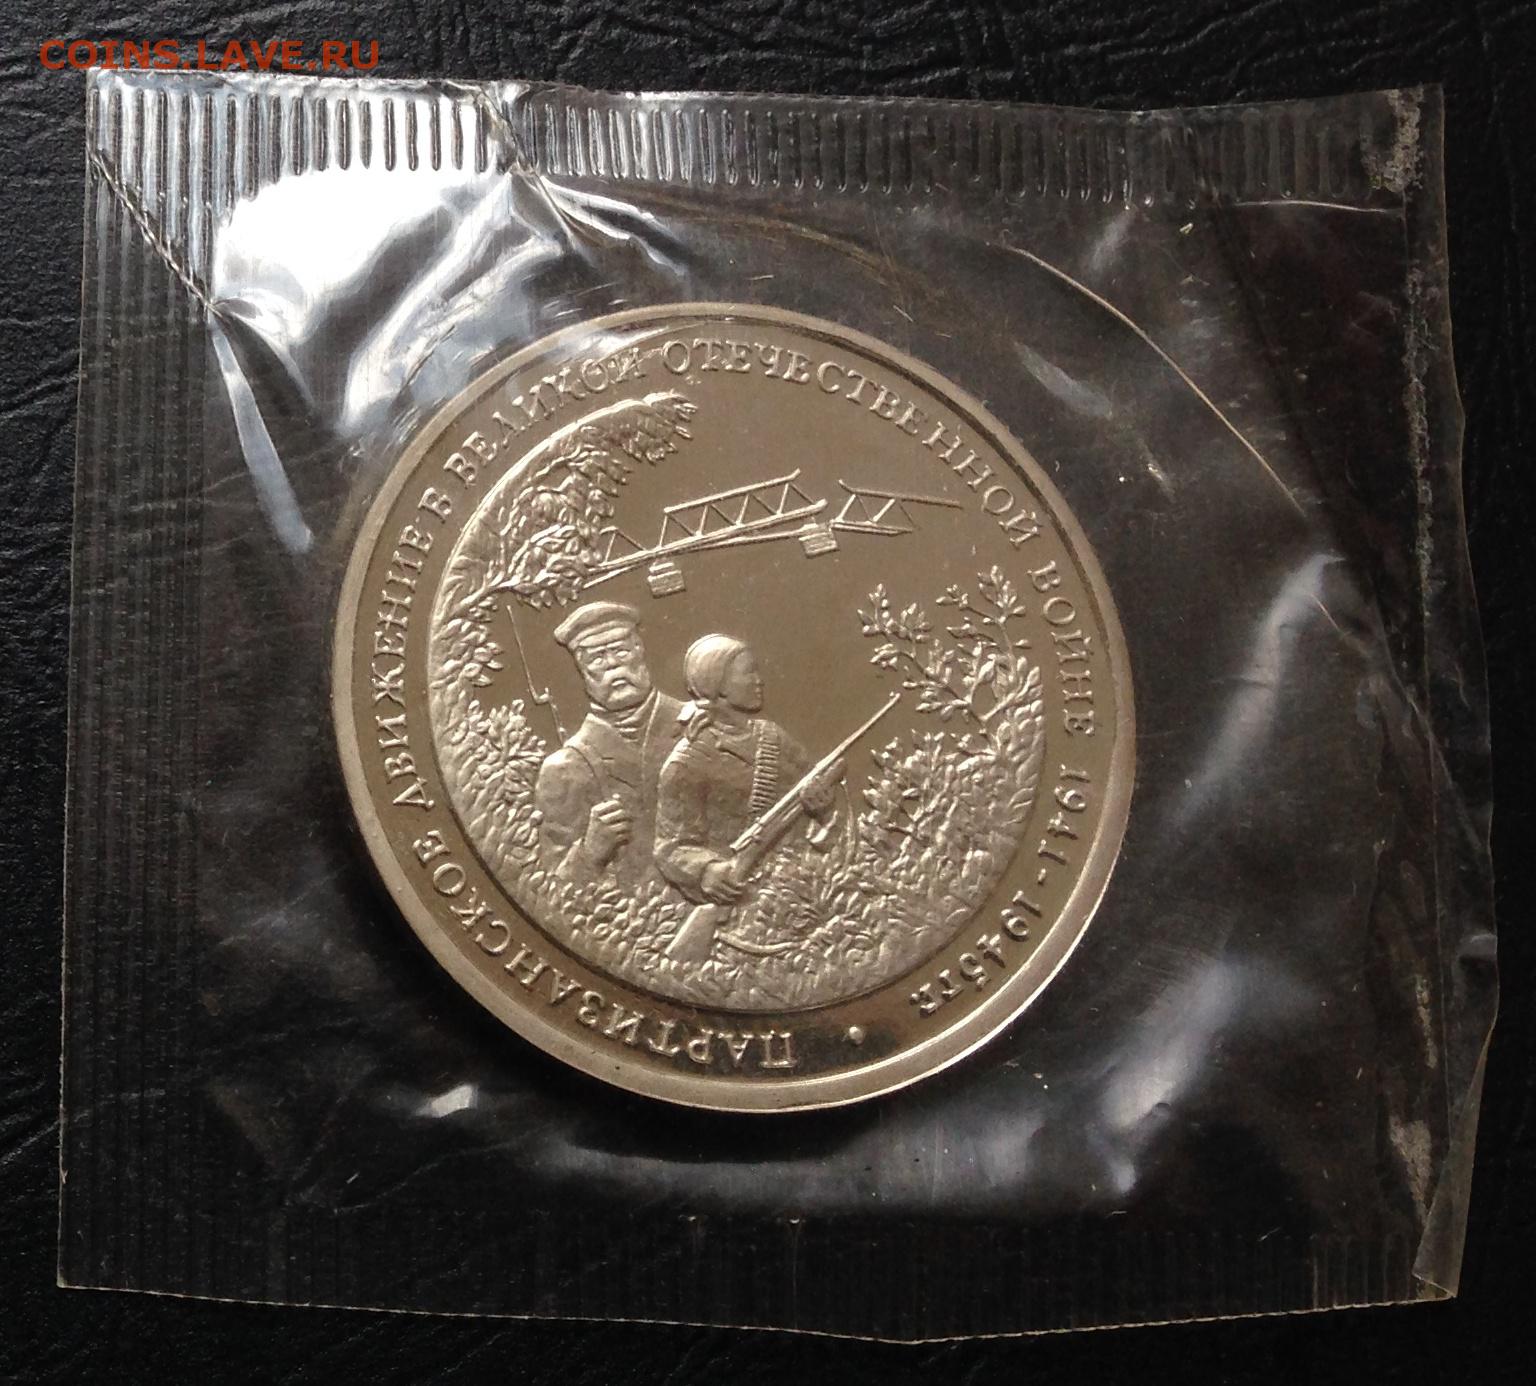 COINS.LAVE.RU
ПАРТИЗАНСКОЕ ДВИЖЕНИЕ В ВЕЛИКОЙ ОТЕЧЕСТВЕННОЙ ВОЙНЕ 1941-1945гг. •